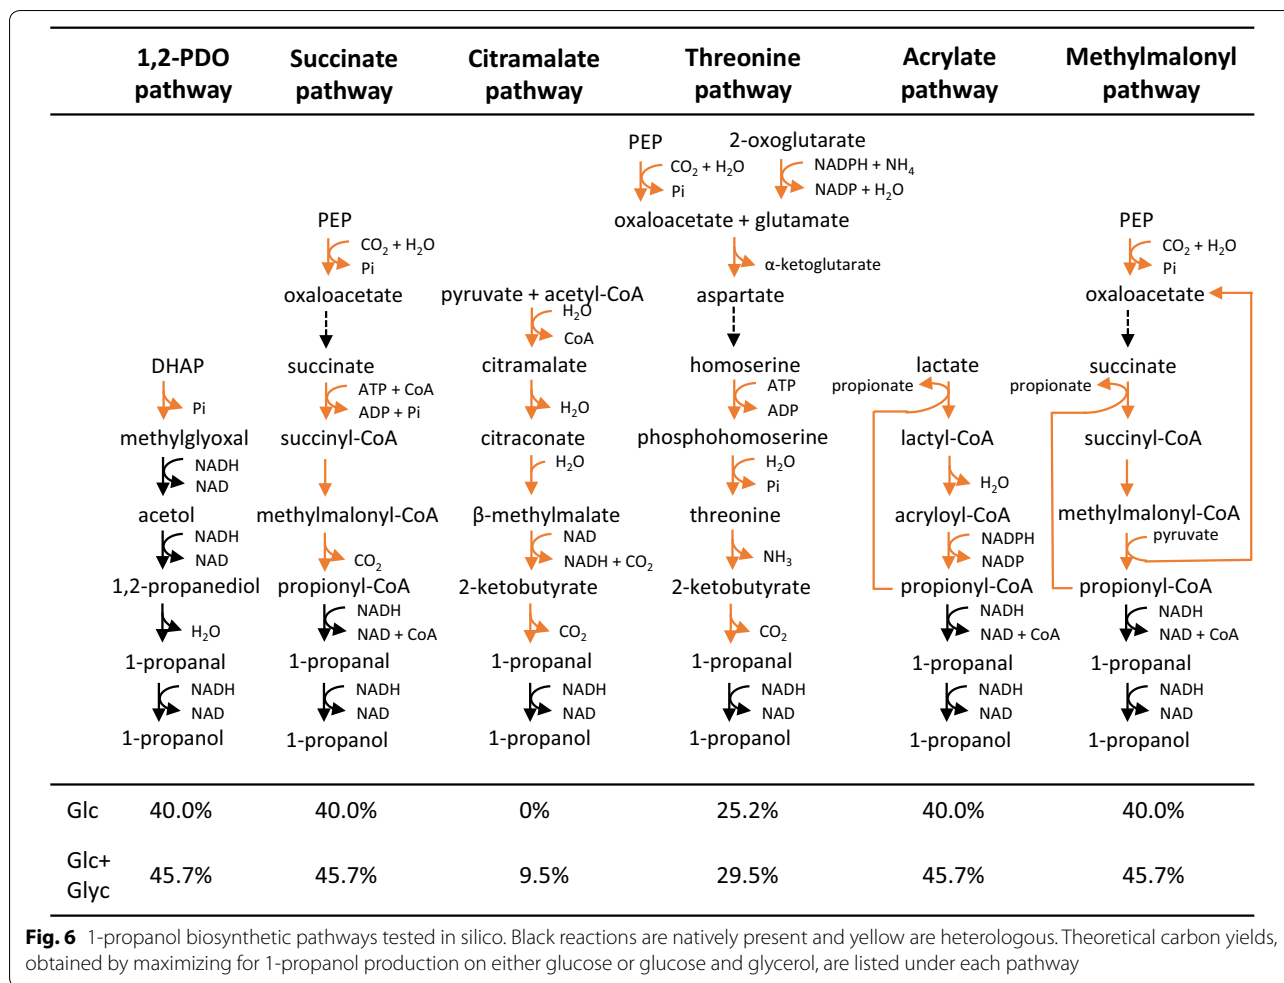 1,2-PDO pathway
Succinate pathway
Citramalate pathway
Threonine pathway
Acrylate pathway
Methylmalonyl pathway
DHAP
Pi
methylglyoxal
NADH
NAD
acetol
NADH
NAD
1,2-propanediol
H₂O
1-propanal
NADH
NAD
1-propanol
PEP
CO₂ + H₂O
Pi
oxaloacetate
succinate
ATP + CoA
ADP + Pi
succinyl-CoA
methylmalonyl-CoA
CO₂
propionyl-CoA
NADH
NAD + CoA
1-propanal
NADH
NAD
1-propanol
pyruvate + acetyl-CoA
H₂O
CoA
citramalate
H₂O
citraconate
H₂O
β-methylmalate
NAD
NADH + CO₂
2-ketobutyrate
CO₂
1-propanal
NADH
NAD
1-propanol
PEP
CO₂ + H₂O
Pi
2-oxoglutarate
NADPH + NH₄
NADP + H₂O
oxaloacetate + glutamate
α-ketoglutarate
aspartate
homoserine
ATP
ADP
phosphohomoserine
H₂O
Pi
threonine
NH₃
2-ketobutyrate
CO₂
1-propanal
NADH
NAD
1-propanol
lactate
propionate
lactyl-CoA
H₂O
acryloyl-CoA
NADPH
NADP
propionyl-CoA
NADH
NAD + CoA
1-propanal
NADH
NAD
1-propanol
PEP
CO₂ + H₂O
Pi
oxaloacetate
succinate
propionate
succinyl-CoA
methylmalonyl-CoA
pyruvate
propionyl-CoA
NADH
NAD + CoA
1-propanal
NADH
NAD
1-propanol
Glc 40.0% 40.0% 0% 25.2% 40.0% 40.0%
Glc+
Glyc 45.7% 45.7% 9.5% 29.5% 45.7% 45.7%
Fig. 6 1-propanol biosynthetic pathways tested in silico. Black reactions are natively present and yellow are heterologous. Theoretical carbon yields,
obtained by maximizing for 1-propanol production on either glucose or glucose and glycerol, are listed under each pathway